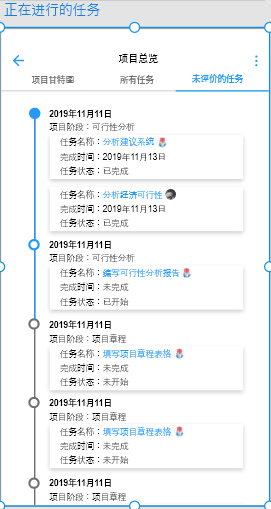 正在进行的任务
项目总览
项目甘特图 所有任务 未评价的任务
2019年11月11日
项目阶段：可行性分析
任务名称：分析建议系统
完成时间：2019年11月13日
任务状态：已完成
任务名称：分析经济可行性
完成时间：2019年11月13日
任务状态：已完成
2019年11月11日
项目阶段：可行性分析
任务名称：编写可行性分析报告
完成时间：未完成
任务状态：已开始
2019年11月11日
项目阶段：项目章程
任务名称：填写项目章程表格
完成时间：未完成
任务状态：未开始
2019年11月11日
项目阶段：项目章程
任务名称：填写项目章程表格
完成时间：未完成
任务状态：未开始
2019年11月11日
项目阶段：项目章程